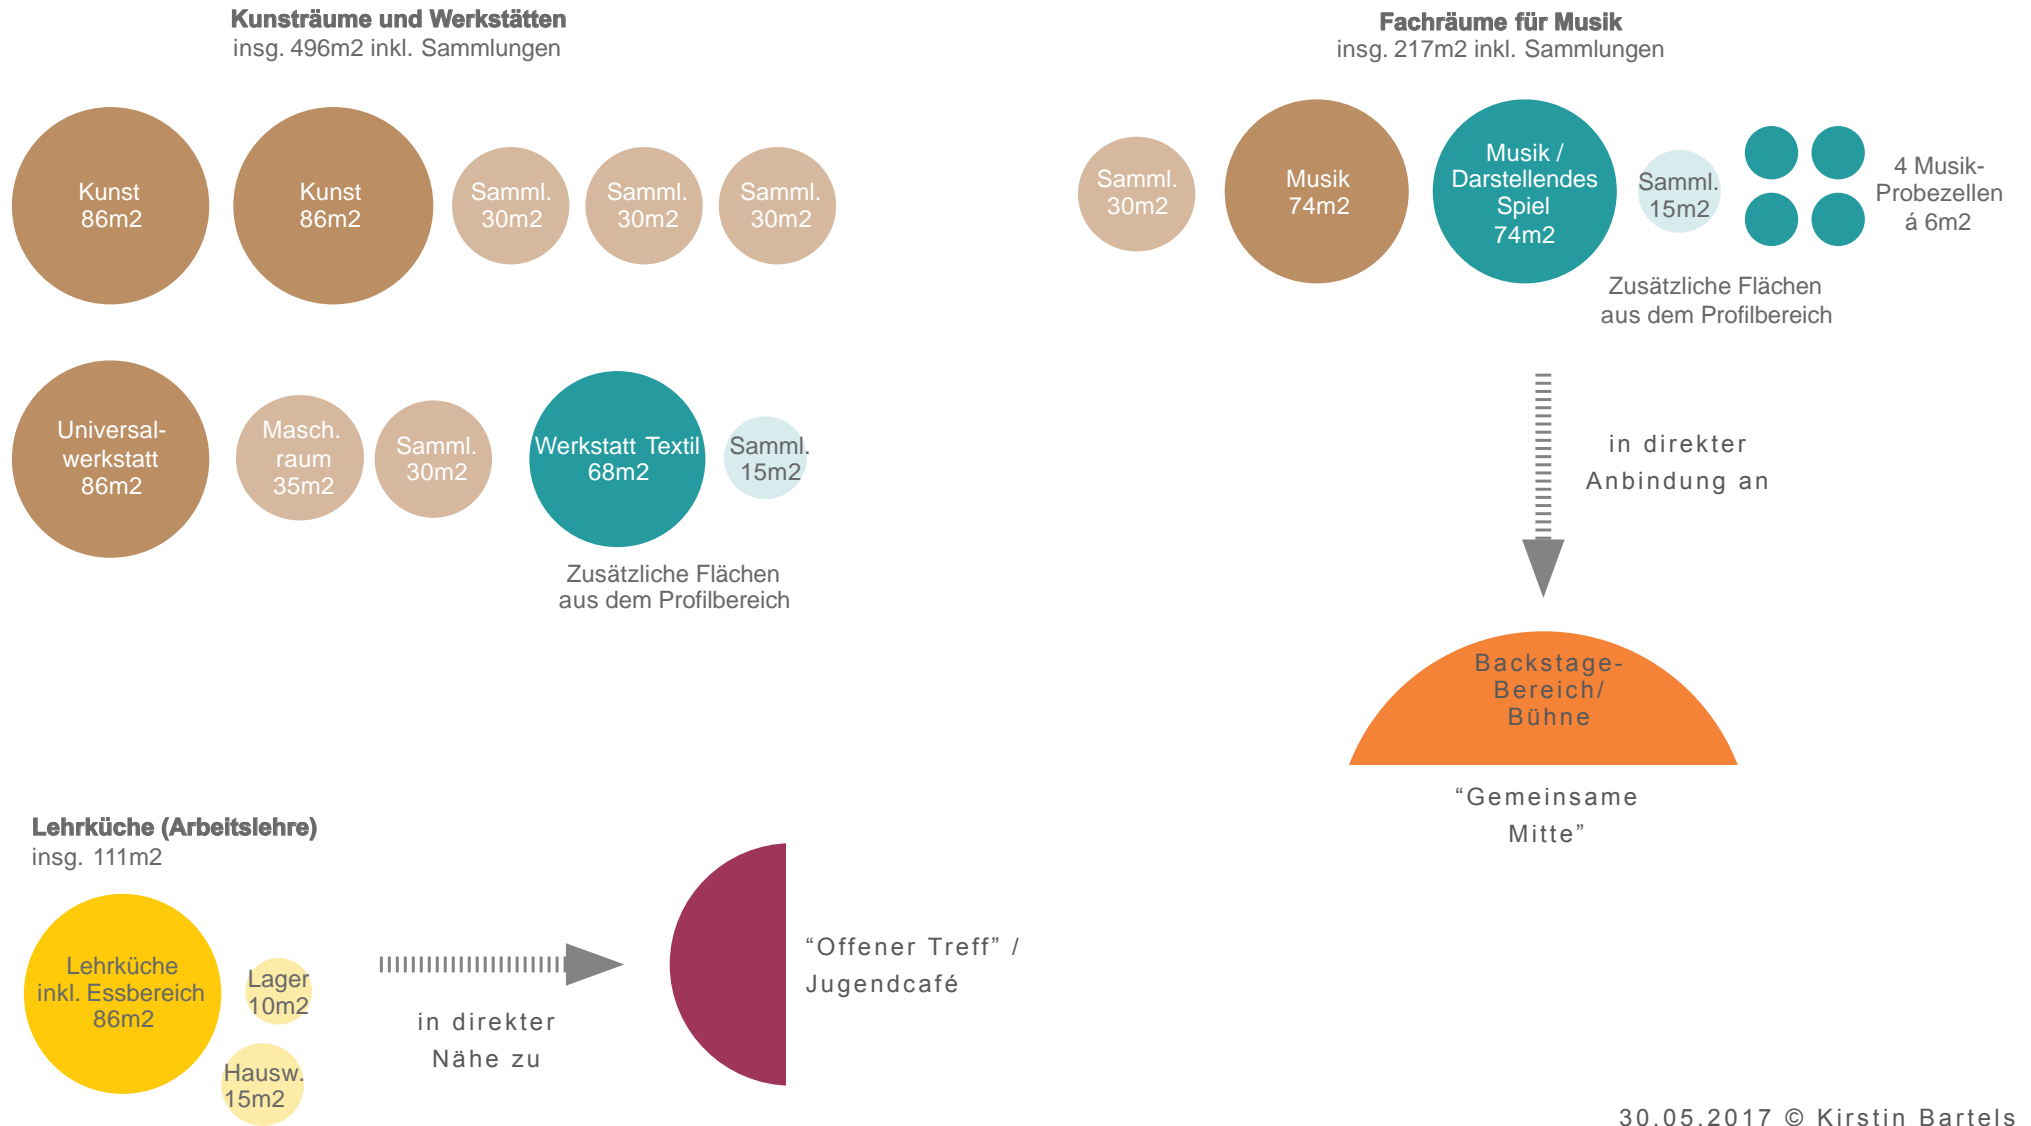 Kunsträume und Werkstätten
insg. 496m2 inkl. Sammlungen
Kunst
86m2
Kunst
86m2
Samml.
30m2
Samml.
30m2
Samml.
30m2
Universal-
werkstatt
86m2
Masch.
raum
35m2
Samml.
30m2
Werkstatt Textil
68m2
Samml.
15m2
Zusätzliche Flächen
aus dem Profilbereich
Fachräume für Musik
insg. 217m2 inkl. Sammlungen
Samml.
30m2
Musik
74m2
Musik /
Darstellendes
Spiel
74m2
Samml.
15m2
4 Musik-
Probezellen
á 6m2
Zusätzliche Flächen
aus dem Profilbereich
in direkter
Anbindung an
Backstage-
Bereich/
Bühne
“Gemeinsame
Mitte”
Lehrküche (Arbeitslehre)
insg. 111m2
Lehrküche
inkl. Essbereich
86m2
Lager
10m2
Hausw.
15m2
in direkter
Nähe zu
“Offener Treff” /
Jugendcafé
30.05.2017 © Kirstin Bartels